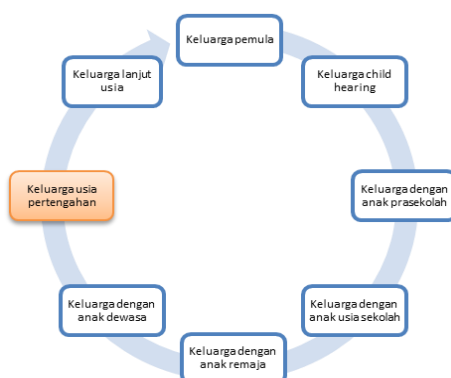 Keluarga pemula
Keluarga child
hearing
Keluarga dengan
anak prasekolah
Keluarga dengan
anak usia sekolah
Keluarga dengan
anak remaja
Keluarga dengan
anak dewasa
Keluarga usia
pertengahan
Keluarga lanjut
usia